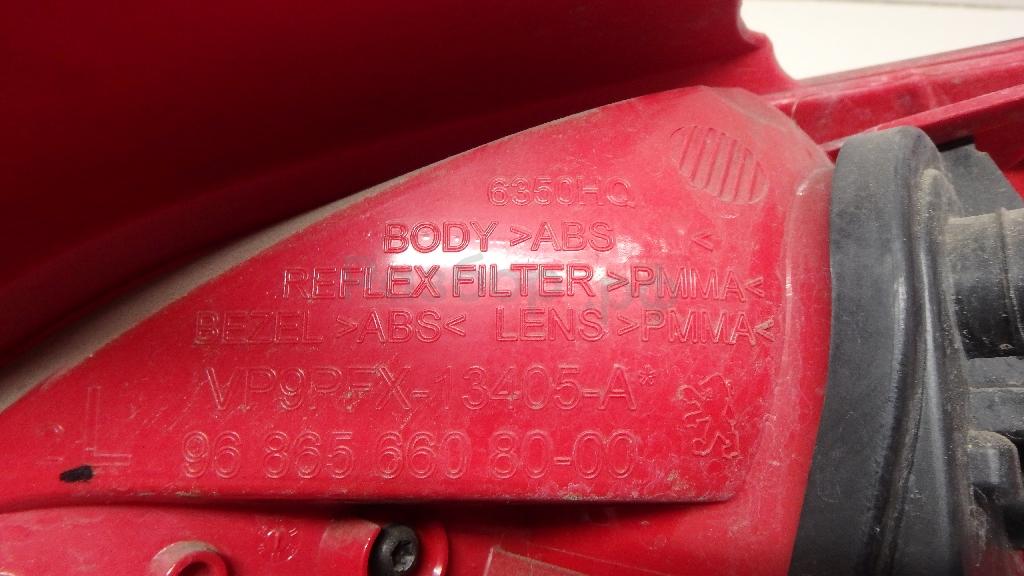 6350HQ
BODY >ABS <
REFLEX FILTER >PMMA<
BEZEL >ABS< LENS >PMMA<
VP9PFX-13405-A*
L
96 865 660 80-00